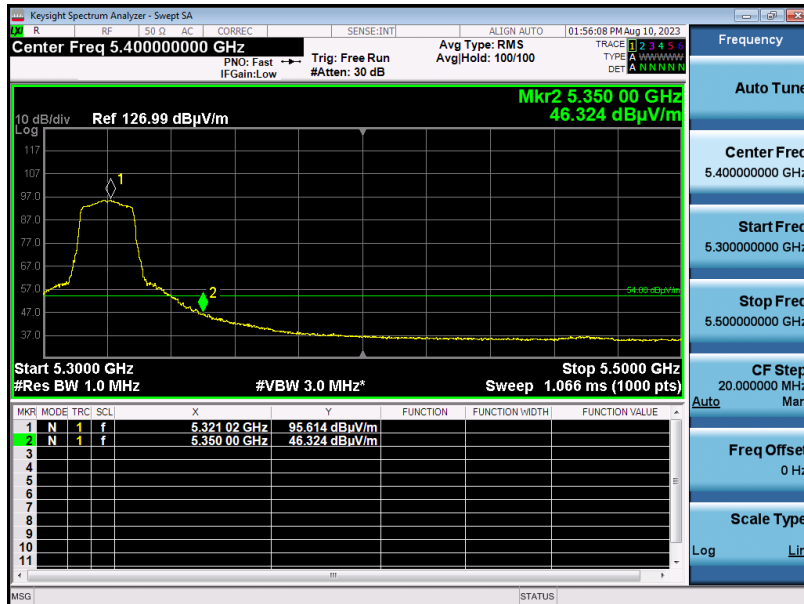 Keysight Spectrum Analyzer - Swept SA
LXI R RF 50 Ω AC CORREC SENSE:INT ALIGN AUTO 01:56:08 PM Aug 10, 2023
Center Freq 5.400000000 GHz
PNO: Fast
IFGain:Low
Trig: Free Run
#Atten: 30 dB
Avg Type: RMS
Avg|Hold: 100/100
TRACE 1 2 3 4 5 6
TYPE A WWWWW
DET A N N N N N
Mkr2 5.350 00 GHz
46.324 dBµV/m
10 dB/div Ref 126.99 dBµV/m
Log
117
107
97.0
87.0
77.0
67.0
57.0
47.0
37.0
1
2
54.00 dBµV/m
Start 5.3000 GHz Stop 5.5000 GHz
#Res BW 1.0 MHz #VBW 3.0 MHz* Sweep 1.066 ms (1000 pts)
MKR MODE TRC SCL X Y FUNCTION FUNCTION WIDTH FUNCTION VALUE
1 N 1 f 5.321 02 GHz 95.614 dBµV/m
2 N 1 f 5.350 00 GHz 46.324 dBµV/m
3
4
5
6
7
8
9
10
11
MSG STATUS
Frequency
Auto Tune
Center Freq
5.400000000 GHz
Start Freq
5.300000000 GHz
Stop Freq
5.500000000 GHz
CF Step
20.000000 MHz
Auto Man
Freq Offset
0 Hz
Scale Type
Log Lin